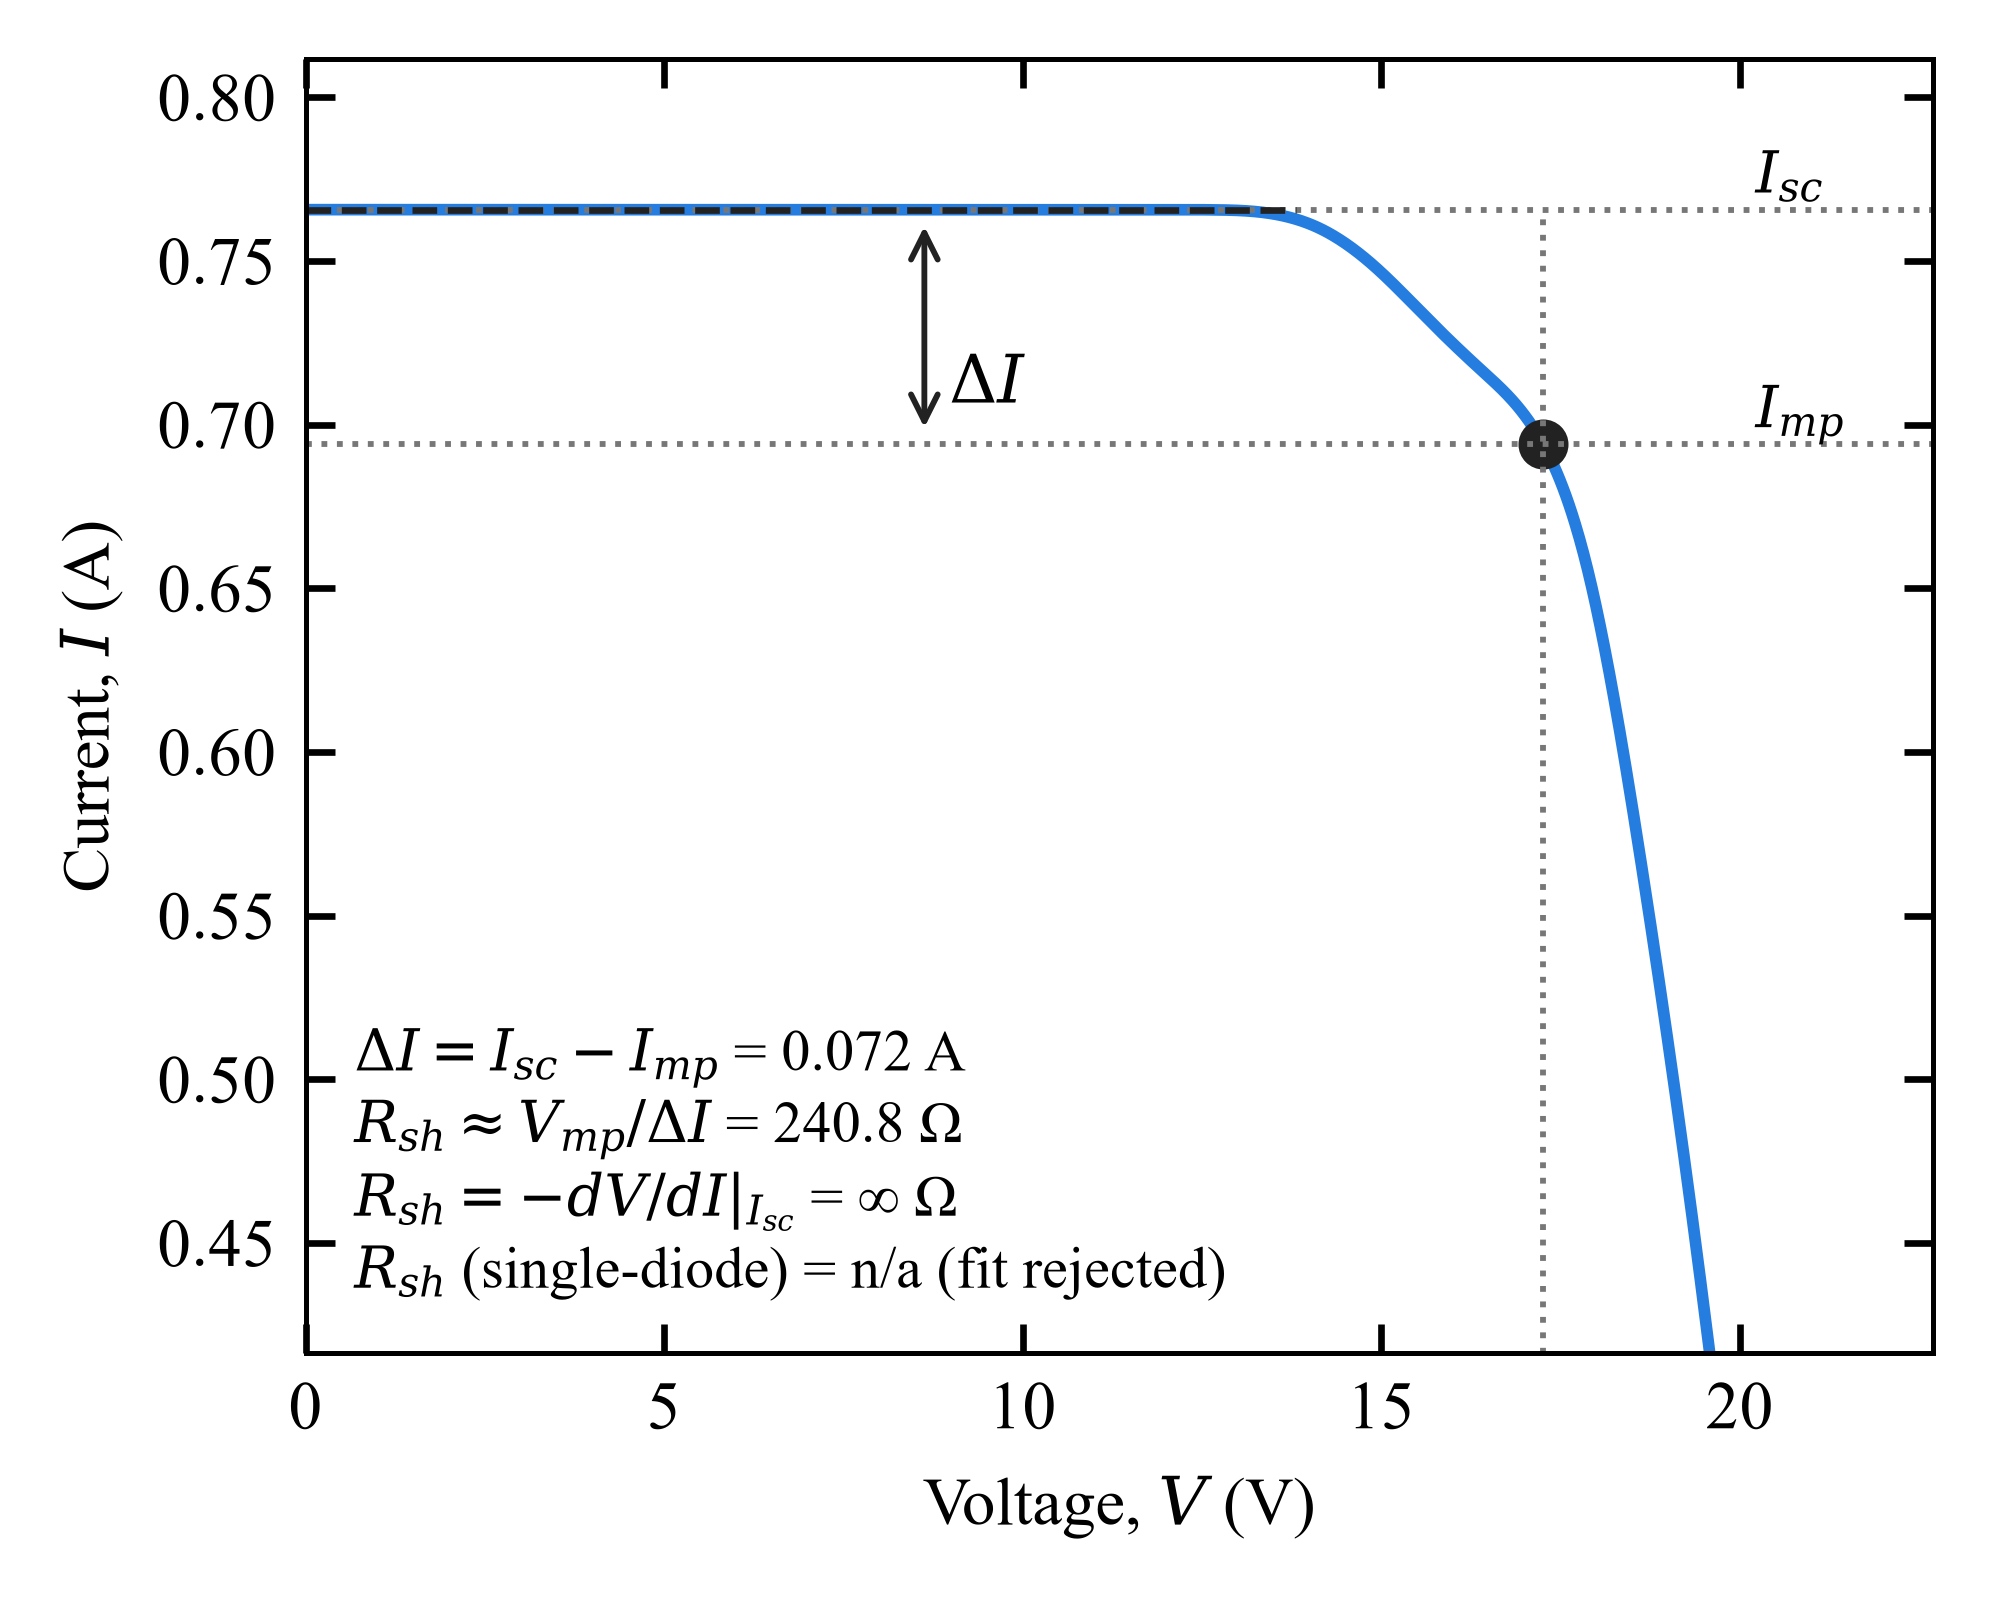 0.80
0.75
0.70
0.65
0.60
0.55
0.50
0.45
Current, I (A)
I_sc
ΔI
I_mp
ΔI = I_sc − I_mp = 0.072 A
R_sh ≈ V_mp/ΔI = 240.8 Ω
R_sh = −dV/dI|_{I_sc} = ∞ Ω
R_sh (single-diode) = n/a (fit rejected)
0 5 10 15 20
Voltage, V (V)